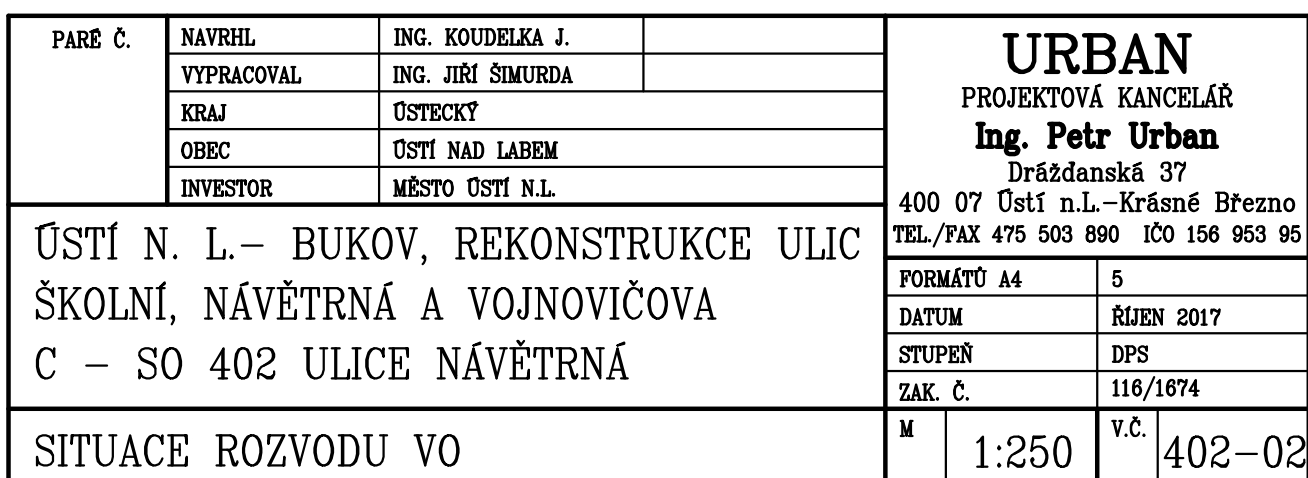 PARÉ Č.
NAVRHL ING. KOUDELKA J.
VYPRACOVAL ING. JIŘÍ ŠIMURDA
KRAJ ÚSTECKÝ
OBEC ÚSTÍ NAD LABEM
INVESTOR MĚSTO ÚSTÍ N.L.
URBAN
PROJEKTOVÁ KANCELÁŘ
Ing. Petr Urban
Drážďanská 37
400 07 Ústí n.L.-Krásné Březno
TEL./FAX 475 503 890 IČO 156 953 95
ÚSTÍ N. L.- BUKOV, REKONSTRUKCE ULIC
ŠKOLNÍ, NÁVĚTRNÁ A VOJNOVIČOVA
C - SO 402 ULICE NÁVĚTRNÁ
FORMÁTŮ A4 5
DATUM ŘÍJEN 2017
STUPEŇ DPS
ZAK. Č. 116/1674
SITUACE ROZVODU VO
M 1:250 V.Č. 402-02